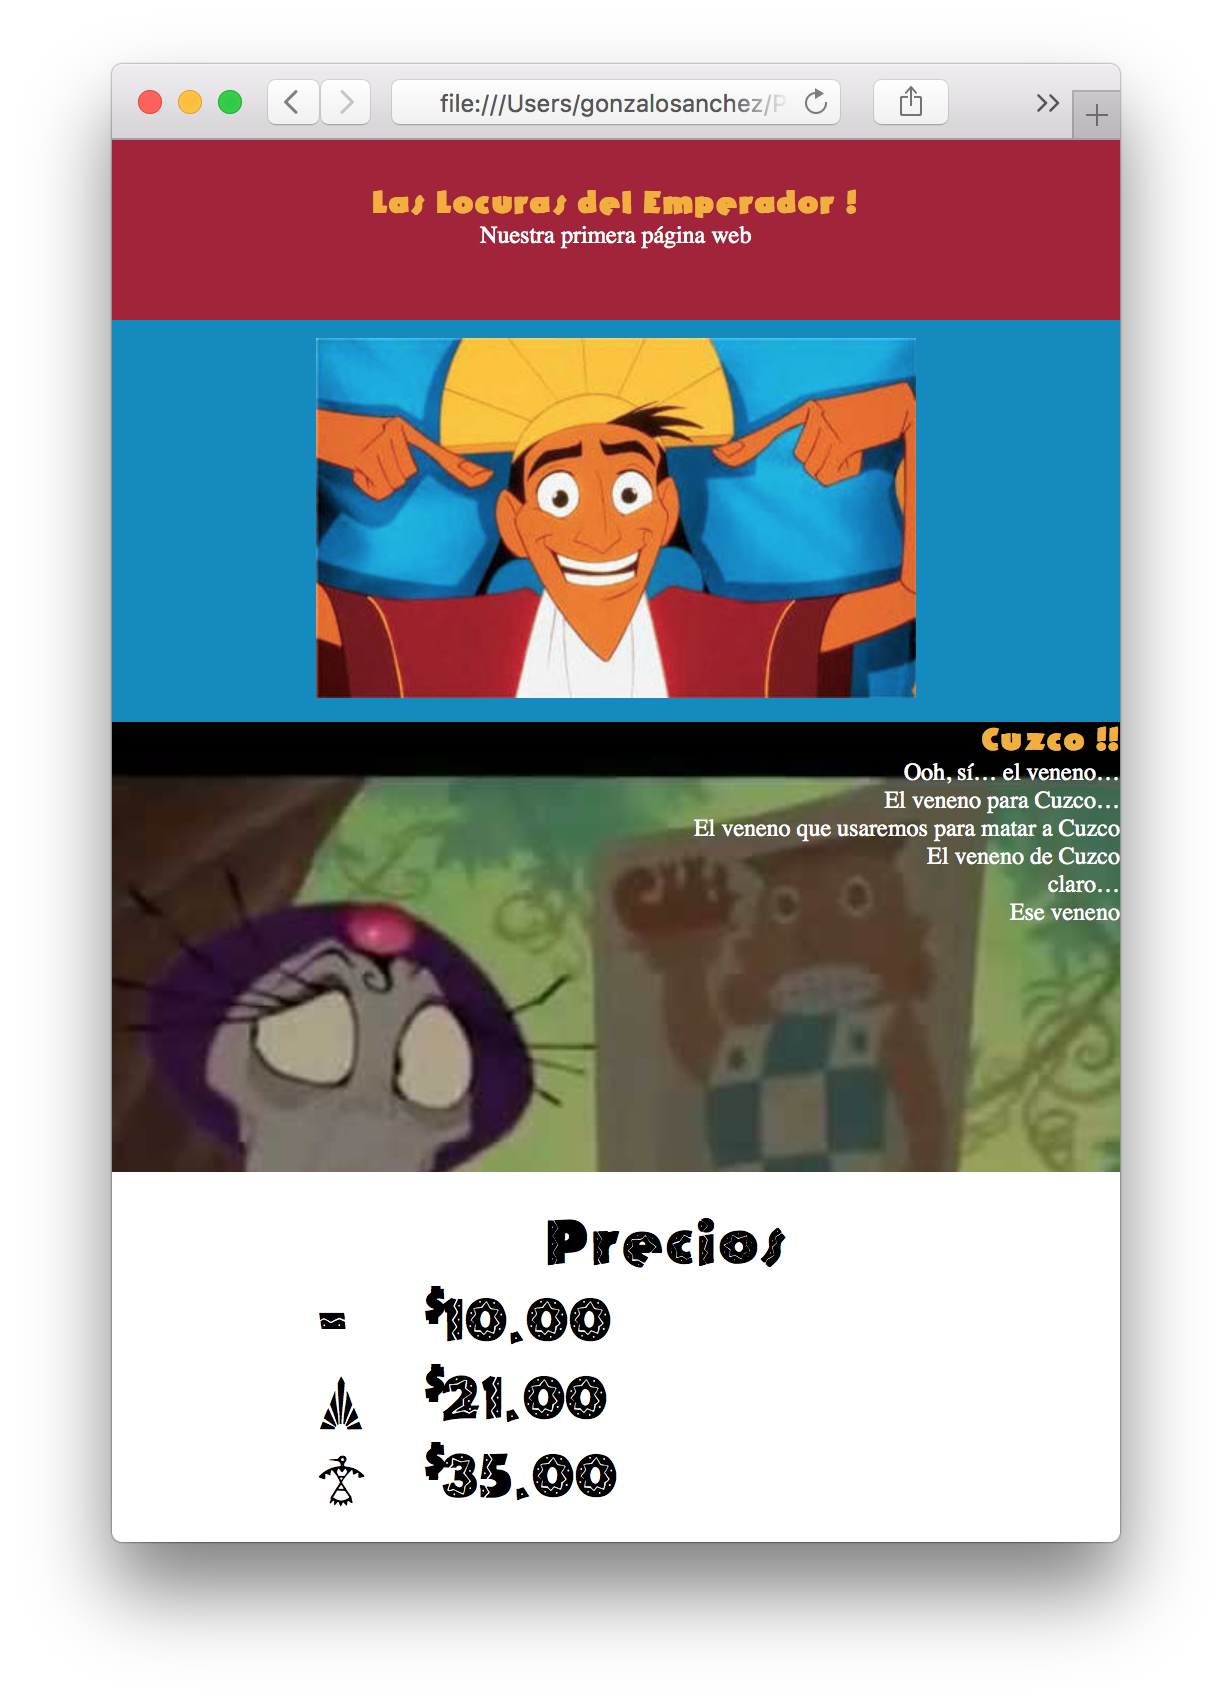 file:///Users/gonzalosanchez/P
Las Locuras del Emperador !
Nuestra primera página web
Cuzco !!
Ooh, sí… el veneno…
El veneno para Cuzco…
El veneno que usaremos para matar a Cuzco
El veneno de Cuzco
claro…
Ese veneno
Precios
$10.00
$21.00
$35.00